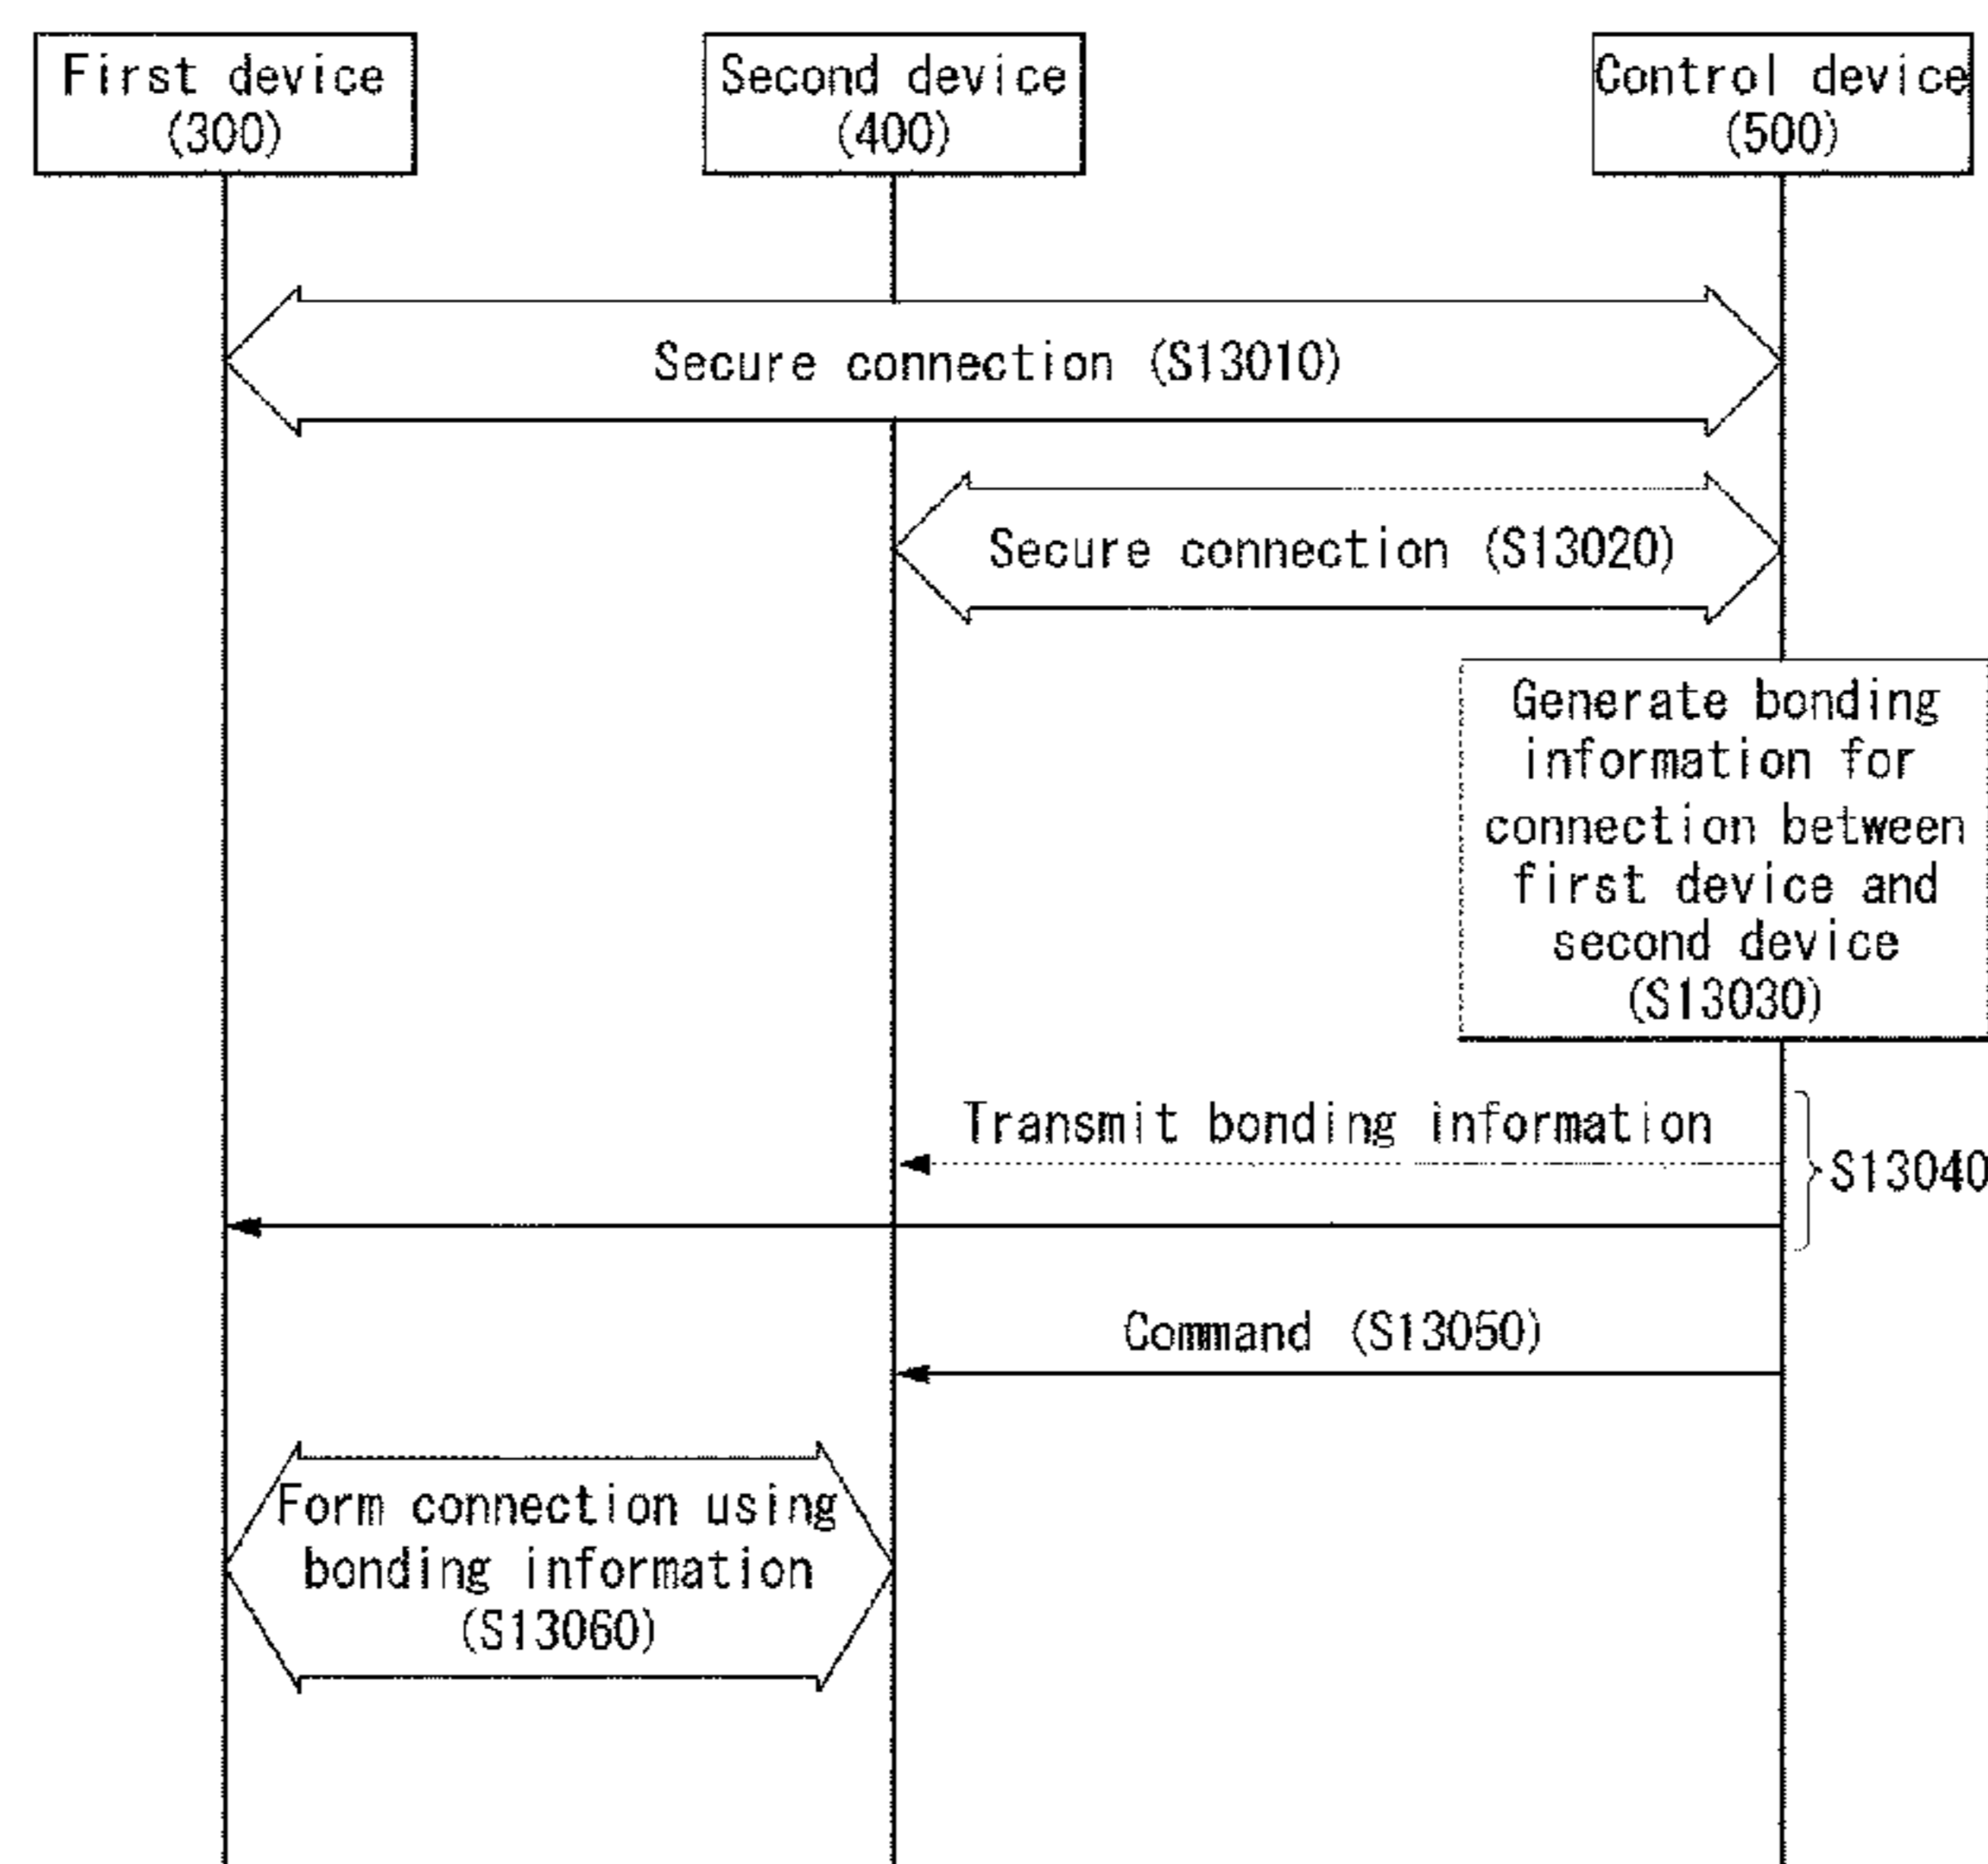 First device
(300)
Second device
(400)
Control device
(500)
Secure connection (S13010)
Secure connection (S13020)
Generate bonding
information for
connection between
first device and
second device
(S13030)
Transmit bonding information
S13040
Command (S13050)
Form connection using
bonding information
(S13060)